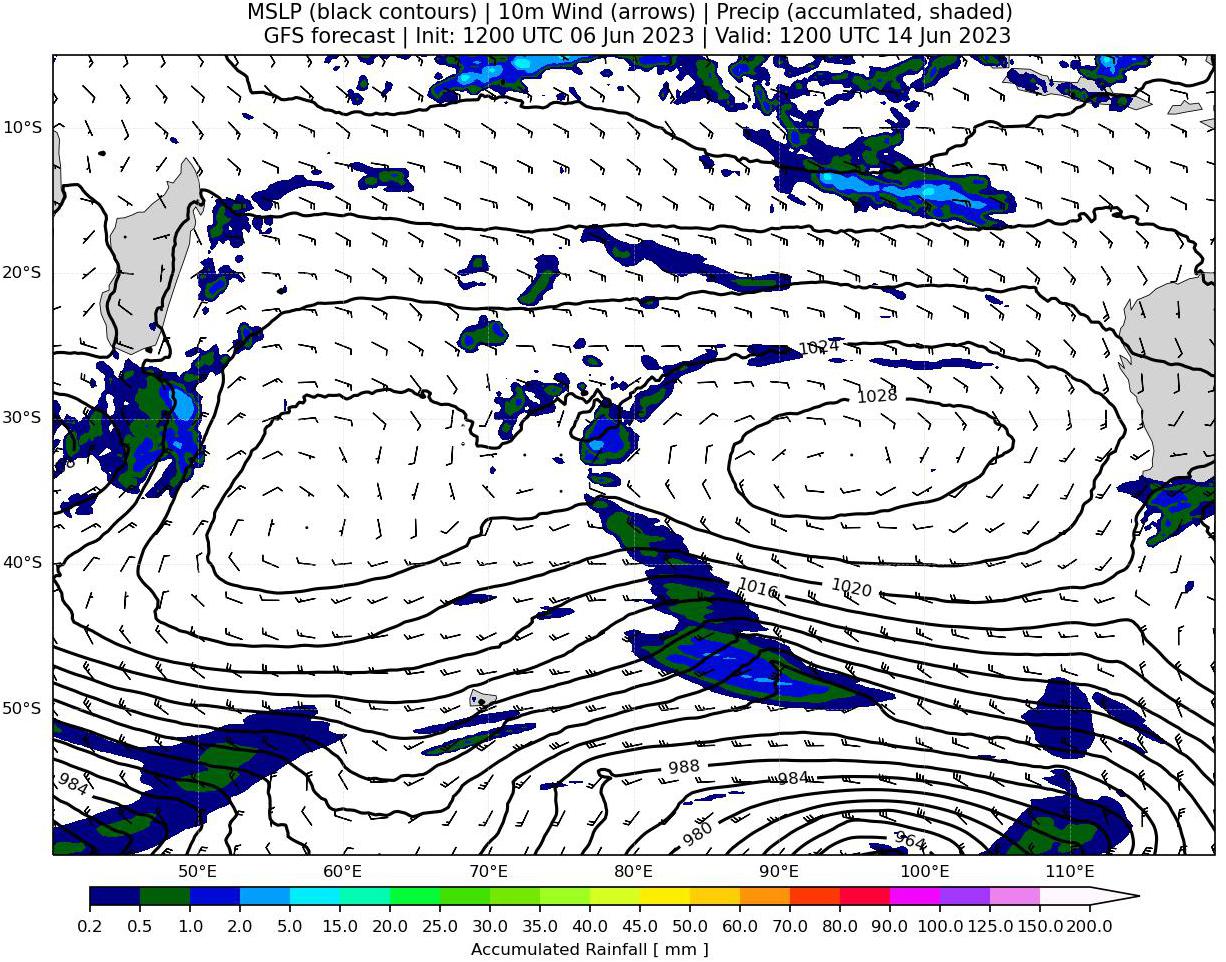 MSLP (black contours) | 10m Wind (arrows) | Precip (accumlated, shaded)
GFS forecast | Init: 1200 UTC 06 Jun 2023 | Valid: 1200 UTC 14 Jun 2023
10°S
20°S
1024
1028
30°S
40°S
1016
1020
50°S
988
984
984
980
964
50°E
60°E
70°E
80°E
90°E
100°E
110°E
0.2 0.5 1.0 2.0 5.0 10.0 15.0 20.0 25.0 30.0 35.0 40.0 45.0 50.0 60.0 70.0 80.0 90.0 100.0 125.0 150.0 200.0
Accumulated Rainfall [ mm ]